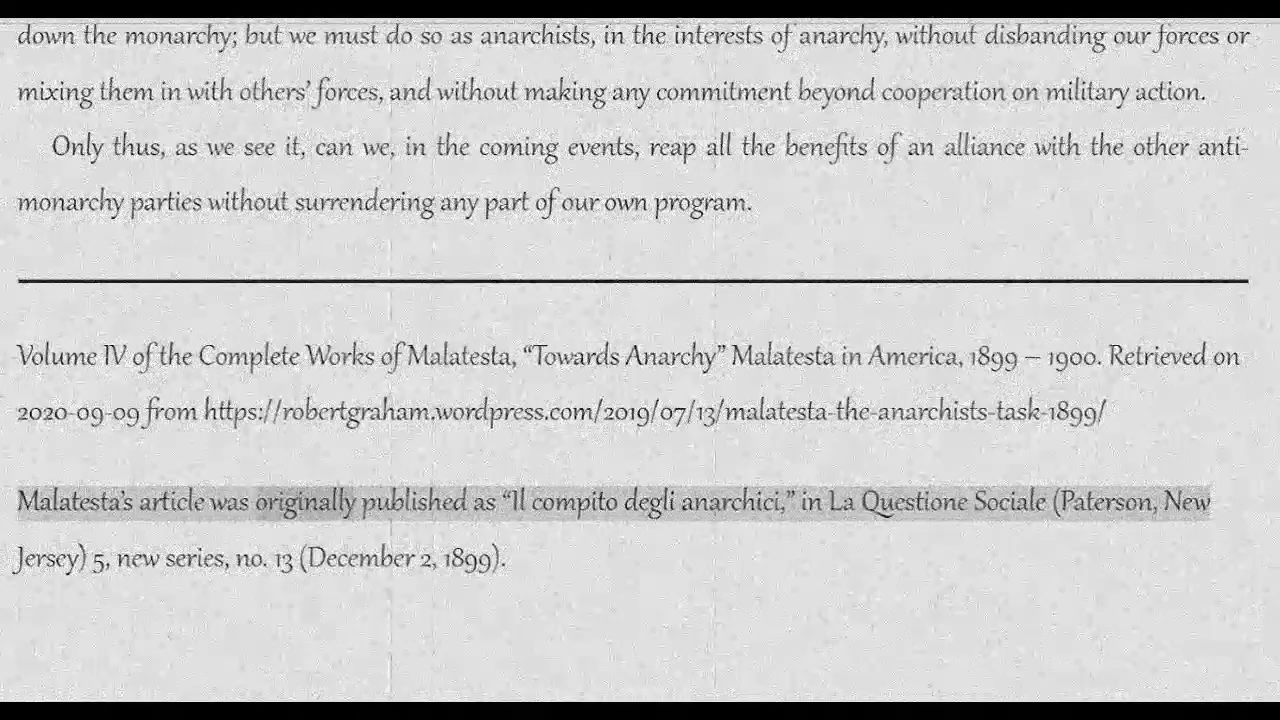 down the monarchy; but we must do so as anarchists, in the interests of anarchy, without disbanding our forces or
mixing them in with others’ forces, and without making any commitment beyond cooperation on military action.
Only thus, as we see it, can we, in the coming events, reap all the benefits of an alliance with the other anti-
monarchy parties without surrendering any part of our own program.
Volume IV of the Complete Works of Malatesta, “Towards Anarchy” Malatesta in America, 1899 – 1900. Retrieved on
2020-09-09 from https://robertgraham.wordpress.com/2019/07/13/malatesta-the-anarchists-task-1899/
Malatesta’s article was originally published as “Il compito degli anarchici,” in La Questione Sociale (Paterson, New
Jersey) 5, new series, no. 13 (December 2, 1899).